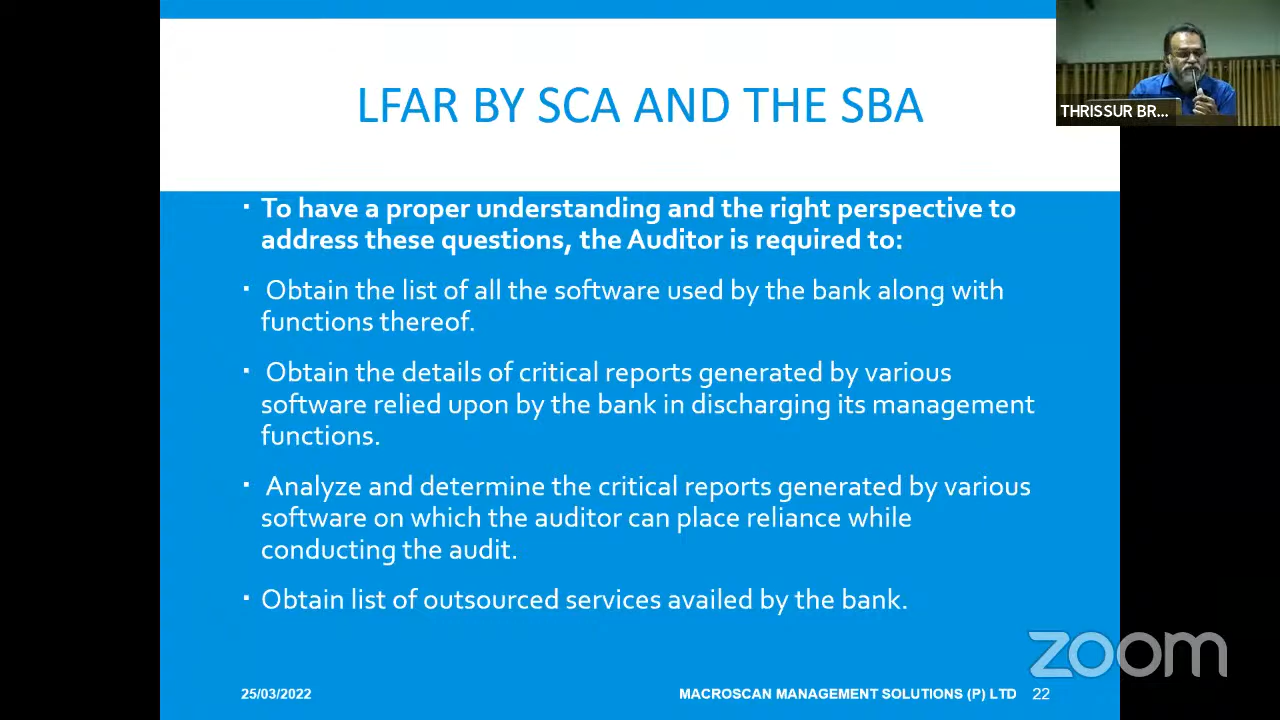 LFAR BY SCA AND THE SBA
THRISSUR BR...
▪ To have a proper understanding and the right perspective to
address these questions, the Auditor is required to:
▪ Obtain the list of all the software used by the bank along with
functions thereof.
▪ Obtain the details of critical reports generated by various
software relied upon by the bank in discharging its management
functions.
▪ Analyze and determine the critical reports generated by various
software on which the auditor can place reliance while
conducting the audit.
▪ Obtain list of outsourced services availed by the bank.
zoom
25/03/2022
MACROSCAN MANAGEMENT SOLUTIONS (P) LTD 22